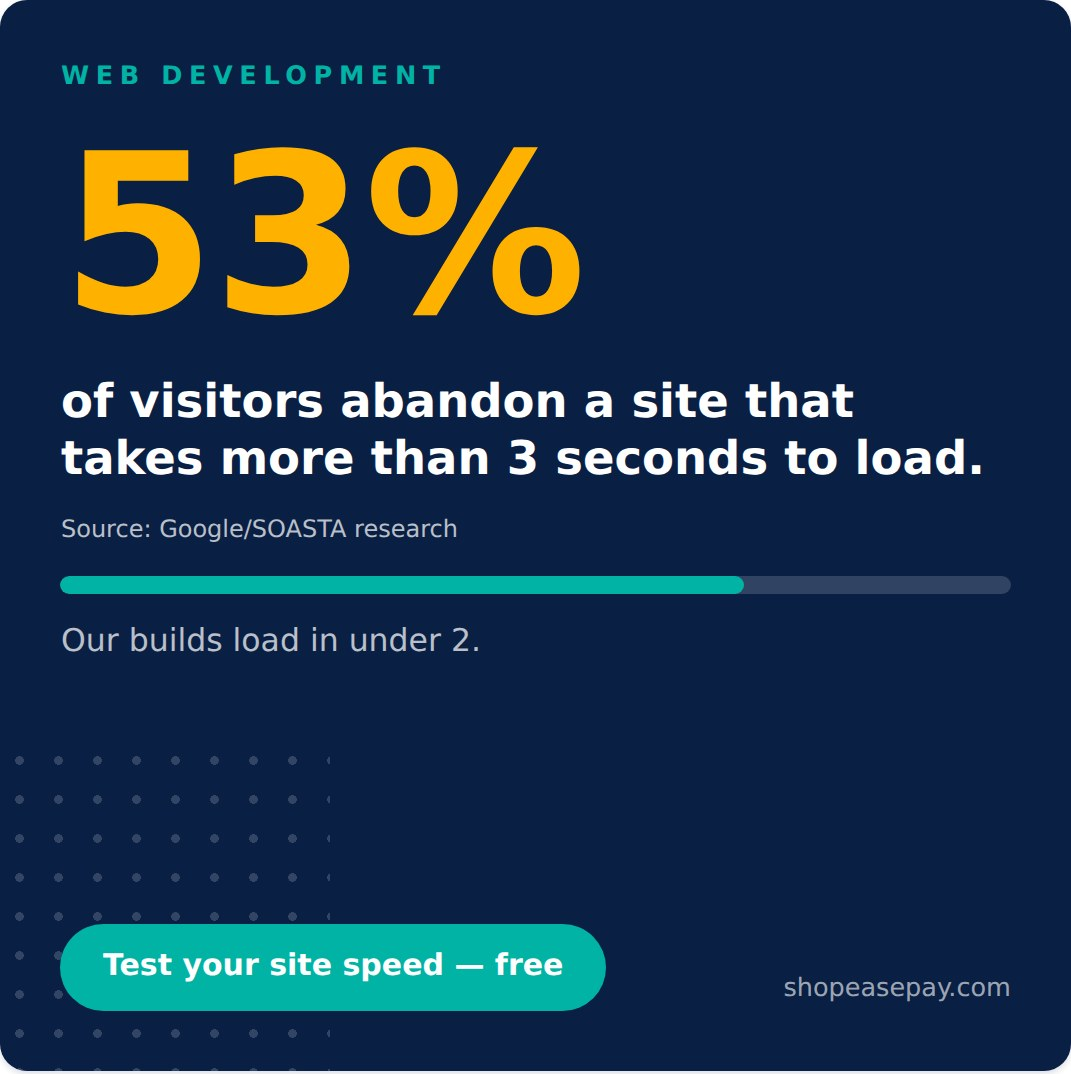 WEB DEVELOPMENT
53%
of visitors abandon a site that
takes more than 3 seconds to load.
Source: Google/SOASTA research
Our builds load in under 2.
Test your site speed — free
shopeasepay.com